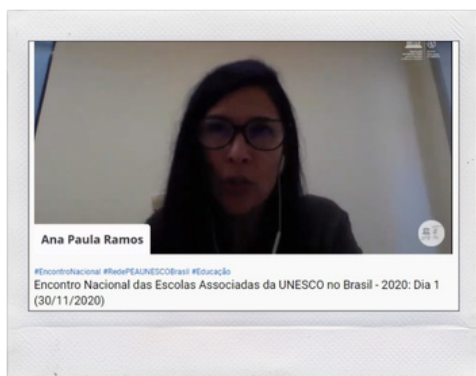 Ana Paula Ramos
#EncontroNacional #RedePEAUNESCOBrasil #Educação
Encontro Nacional das Escolas Associadas da UNESCO no Brasil - 2020: Dia 1
(30/11/2020)